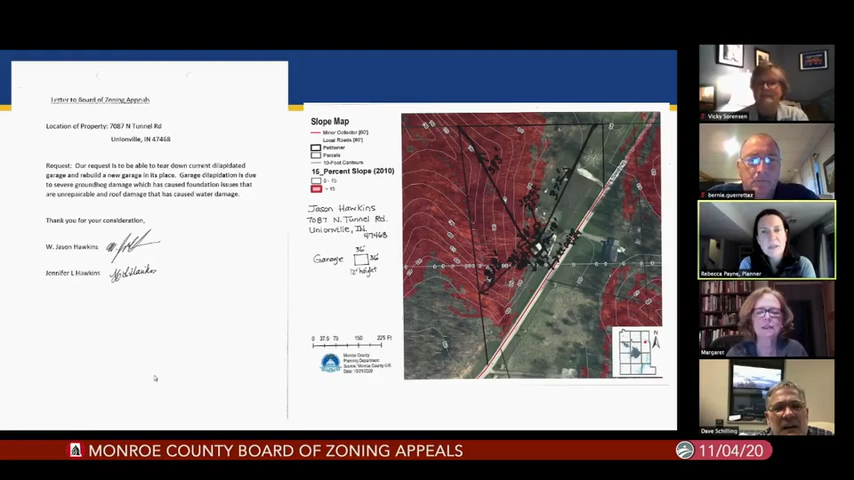 Letter to Board of Zoning Appeals
Location of Property: 7087 N Tunnel Rd
Unionville, IN 47468
Request: Our request is to be able to tear down current dilapidated
garage and rebuild a new garage in its place. Garage dilapidation is due
to severe groundhog damage which has caused foundation issues that
are unrepairable and roof damage that has caused water damage.
Thank you for your consideration,
W. Jason Hawkins
Jennifer L Hawkins
Slope Map
Minor Collector [60']
Local Roads [60']
Petitioner
Parcels
10-Foot Contours
15_Percent Slope (2010)
0 - 15
> 15
Jason Hawkins
7087 N. Tunnel Rd.
Unionville, IN
47468
36'
Garage 36'
12' height
0 37.5 75 150 225 Ft
Monroe County
Planning Department
Source: Monroe County GIS
N
Vicky Sorensen
bernie.guerrettaz
Rebecca Payne, Planner
Margaret
Dave Schilling
MONROE COUNTY BOARD OF ZONING APPEALS
11/04/20